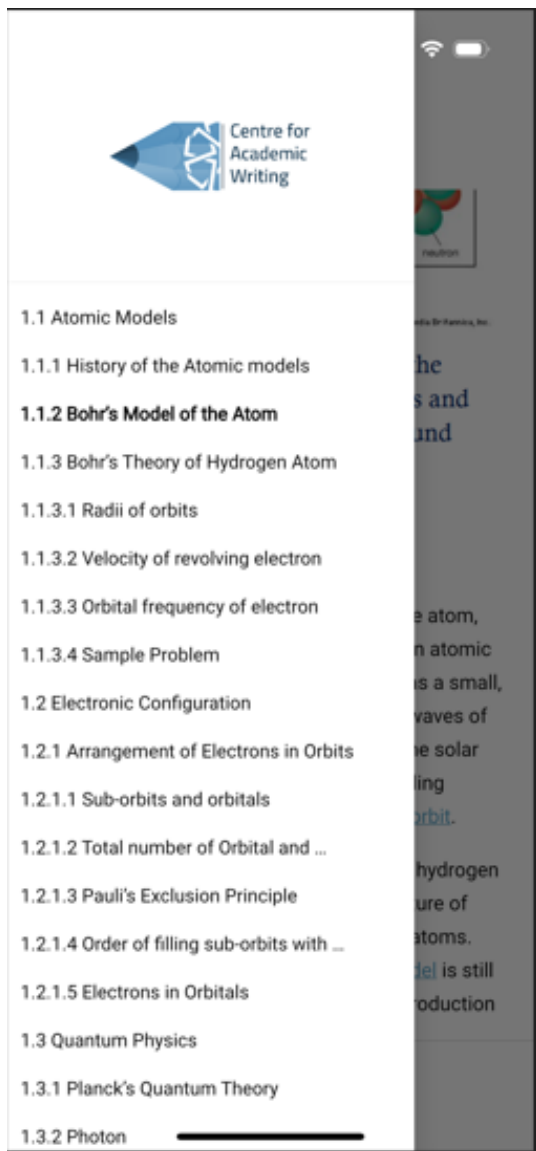 Centre for
Academic
Writing
neutron
1.1 Atomic Models
1.1.1 History of the Atomic models
he
1.1.2 Bohr's Model of the Atom
s and
und
1.1.3 Bohr's Theory of Hydrogen Atom
1.1.3.1 Radii of orbits
1.1.3.2 Velocity of revolving electron
1.1.3.3 Orbital frequency of electron
e atom,
1.1.3.4 Sample Problem
n atomic
is a small,
1.2 Electronic Configuration
waves of
1.2.1 Arrangement of Electrons in Orbits
e solar
ling
1.2.1.1 Sub-orbits and orbitals
orbit.
1.2.1.2 Total number of Orbital and ...
hydrogen
1.2.1.3 Pauli's Exclusion Principle
ure of
1.2.1.4 Order of filling sub-orbits with ...
atoms.
del is still
1.2.1.5 Electrons in Orbitals
roduction
1.3 Quantum Physics
1.3.1 Planck's Quantum Theory
1.3.2 Photon